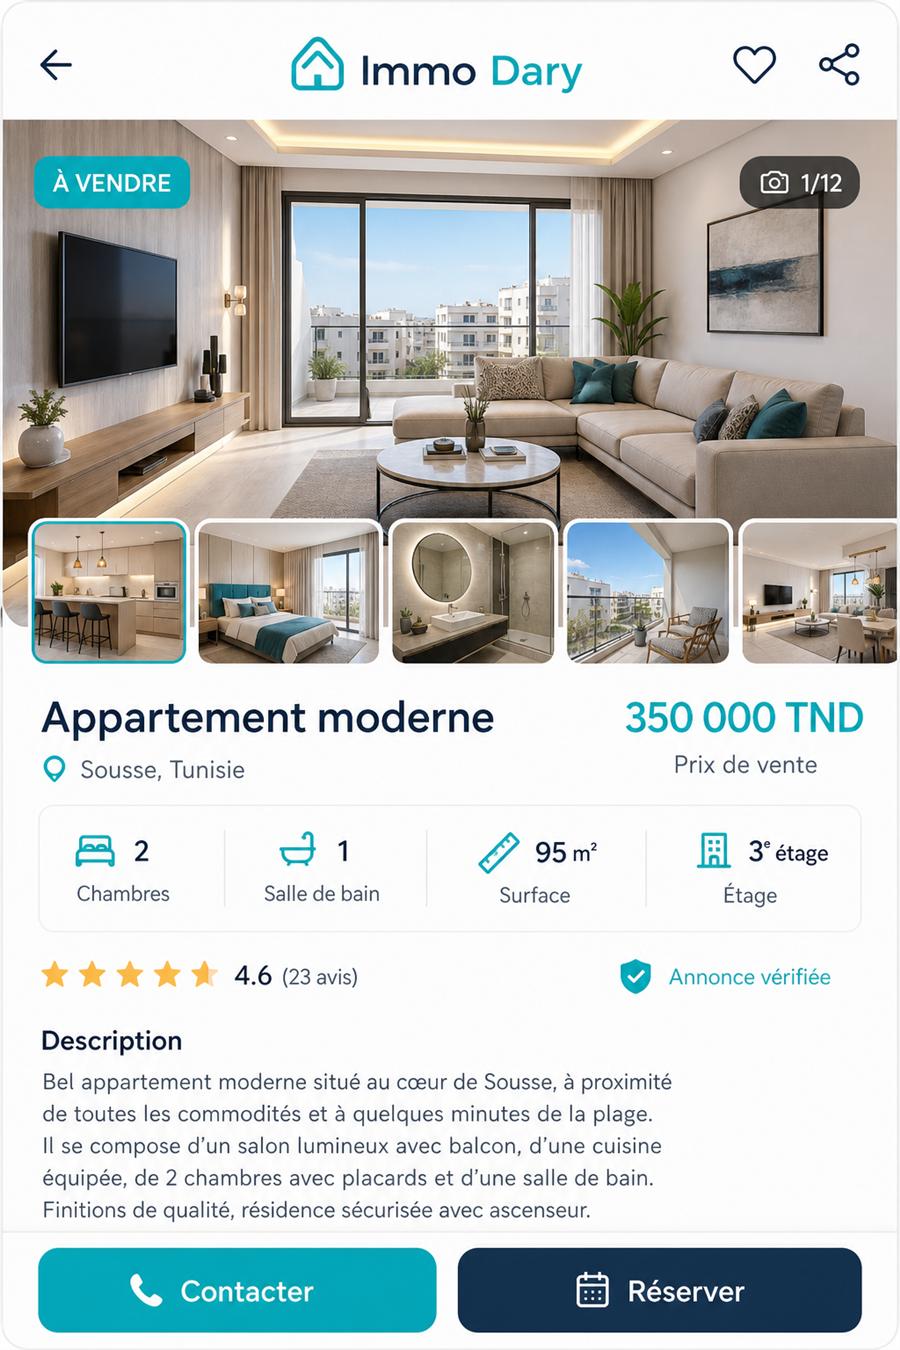 Immo Dary
À VENDRE
1/12
Appartement moderne
350 000 TND
Sousse, Tunisie
Prix de vente
2
Chambres
1
Salle de bain
95 m²
Surface
3ᵉ étage
Étage
4.6 (23 avis)
Annonce vérifiée
Description
Bel appartement moderne situé au cœur de Sousse, à proximité
de toutes les commodités et à quelques minutes de la plage.
Il se compose d’un salon lumineux avec balcon, d’une cuisine
équipée, de 2 chambres avec placards et d’une salle de bain.
Finitions de qualité, résidence sécurisée avec ascenseur.
Contacter
Réserver